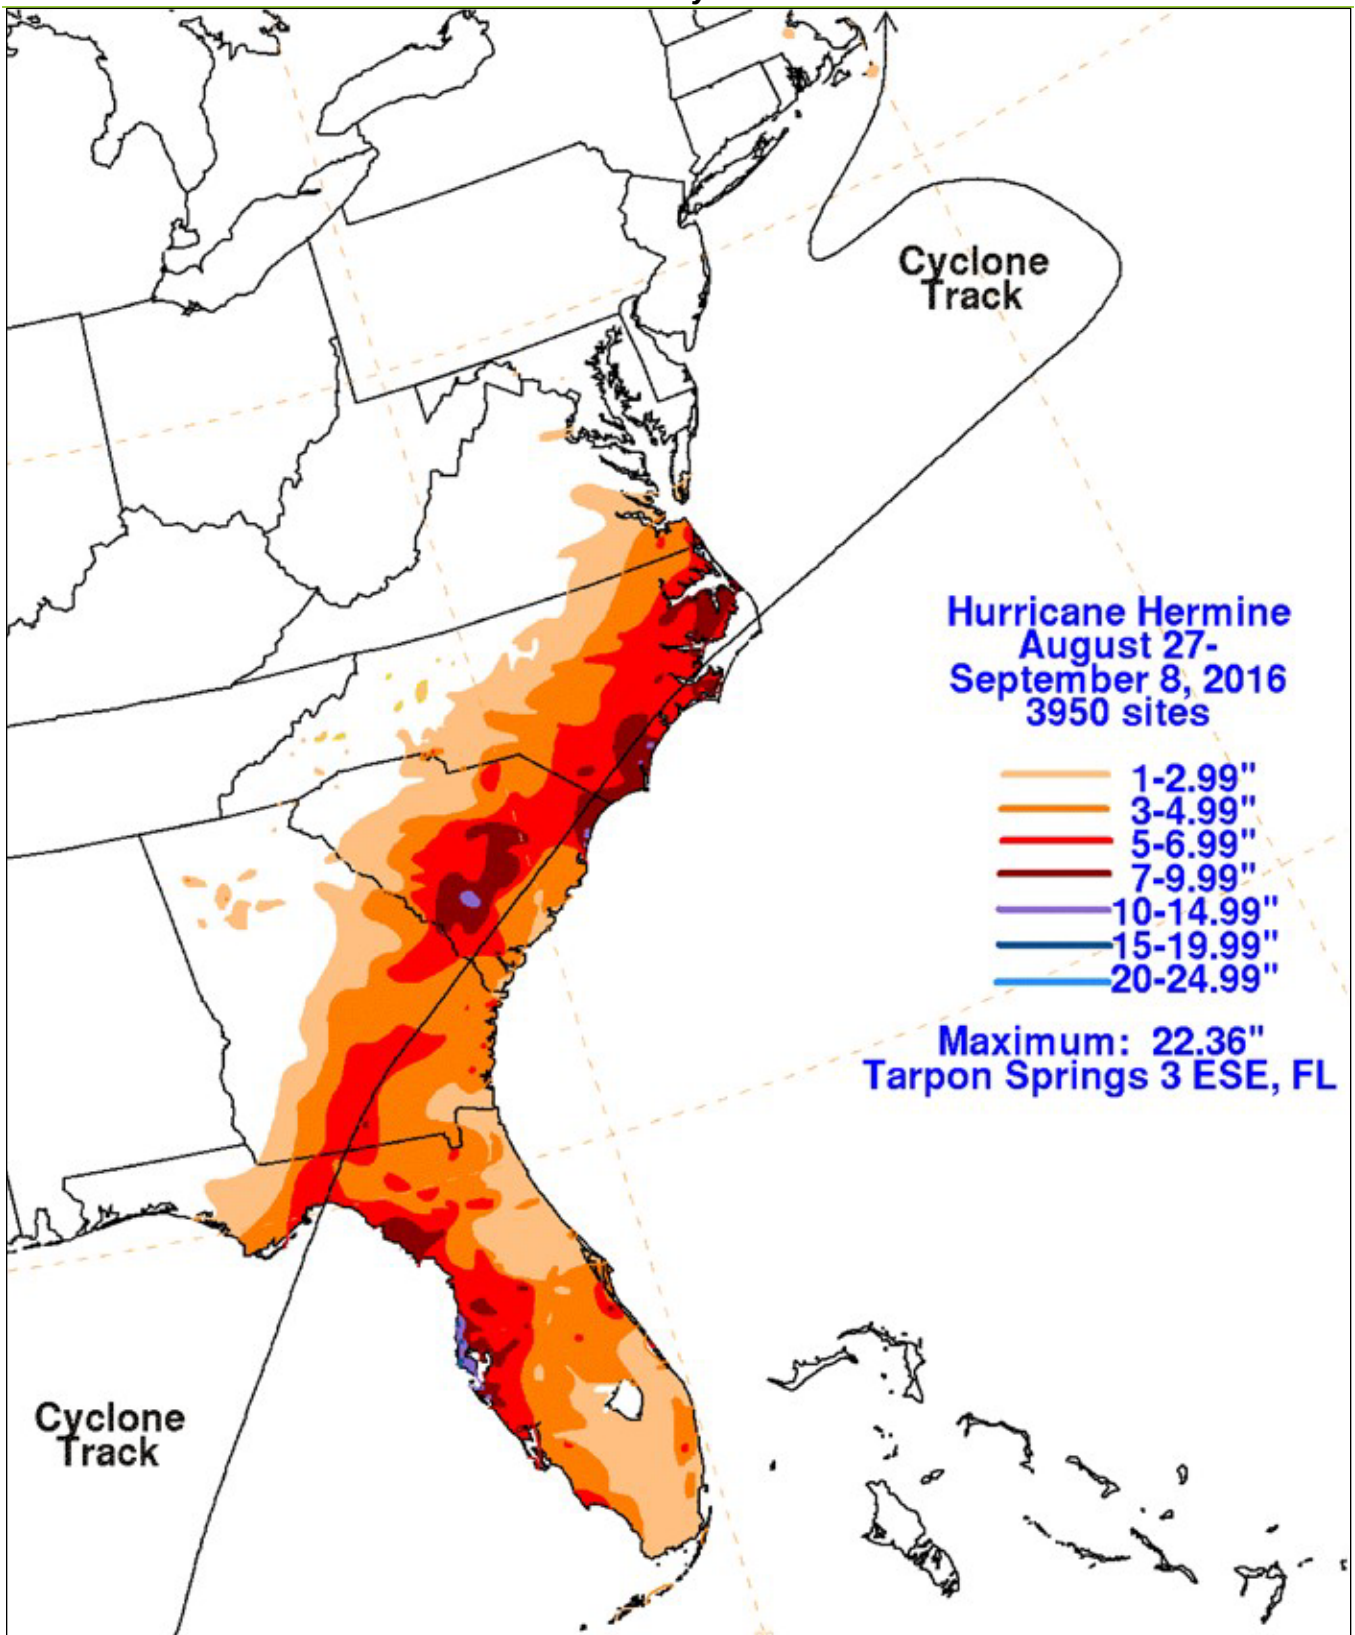 Cyclone
Track
Hurricane Hermine
August 27-
September 8, 2016
3950 sites
1-2.99"
3-4.99"
5-6.99"
7-9.99"
10-14.99"
15-19.99"
20-24.99"
Maximum: 22.36"
Tarpon Springs 3 ESE, FL
Cyclone
Track